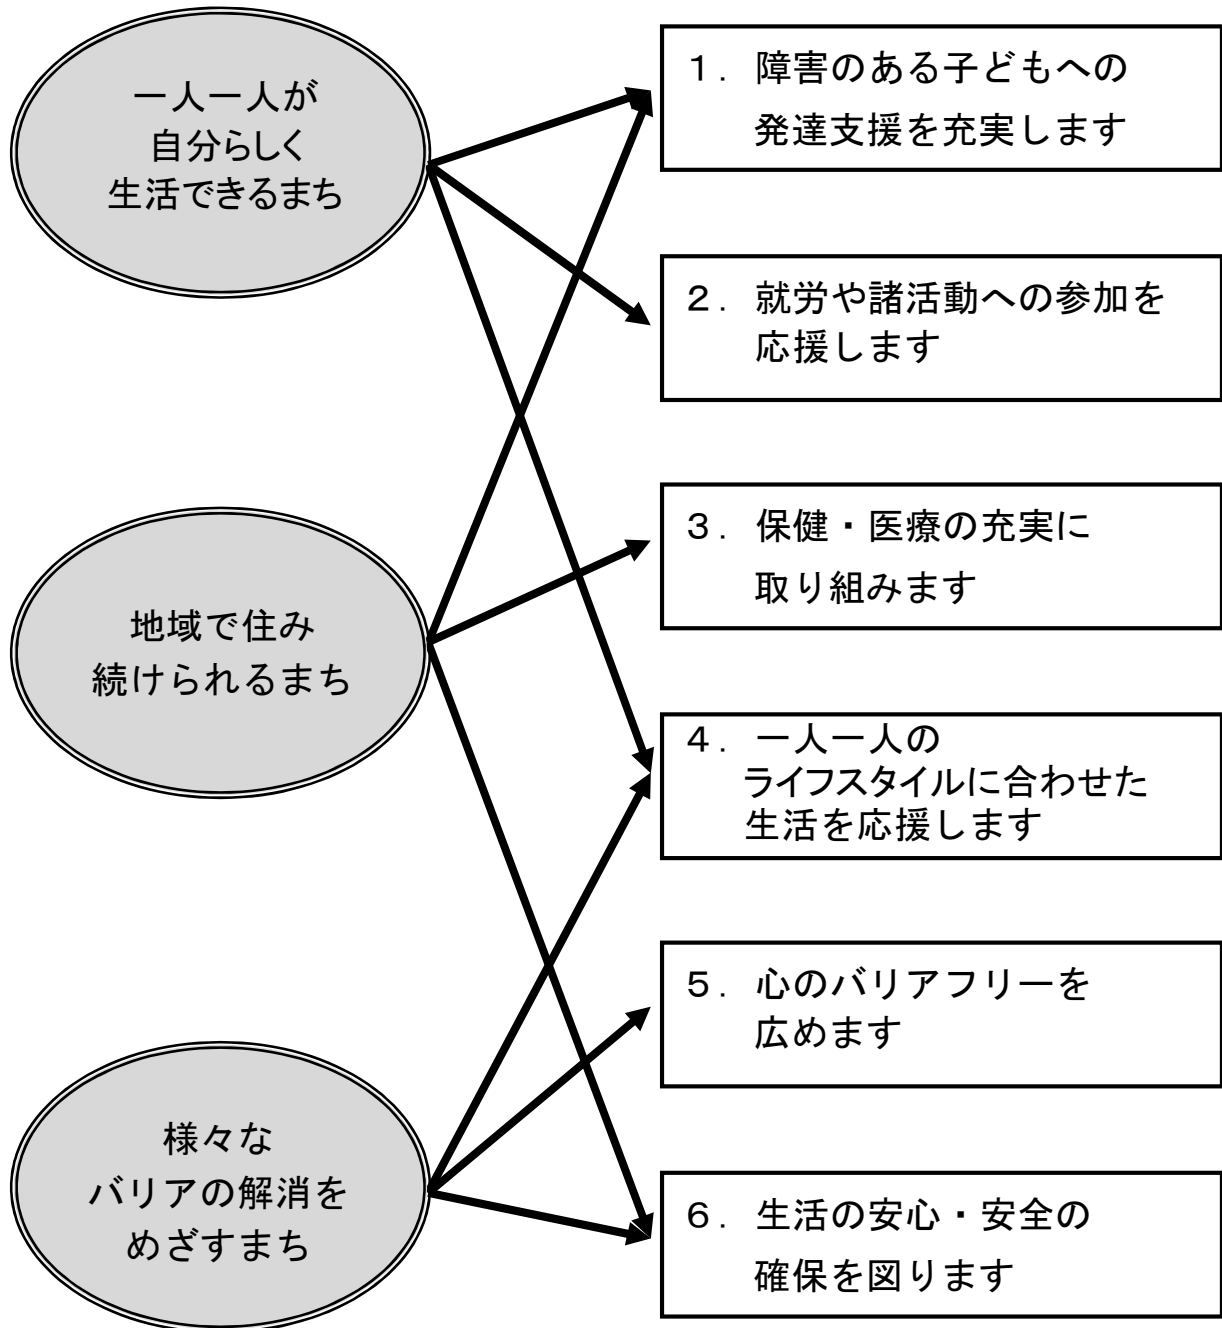 一人一人が
自分らしく
生活できるまち
地域で住み
続けられるまち
様々な
バリアの解消を
めざすまち
１．障害のある子どもへの
発達支援を充実します
２．就労や諸活動への参加を
応援します
３．保健・医療の充実に
取り組みます
４．一人一人の
ライフスタイルに合わせた
生活を応援します
５．心のバリアフリーを
広めます
６．生活の安心・安全の
確保を図ります